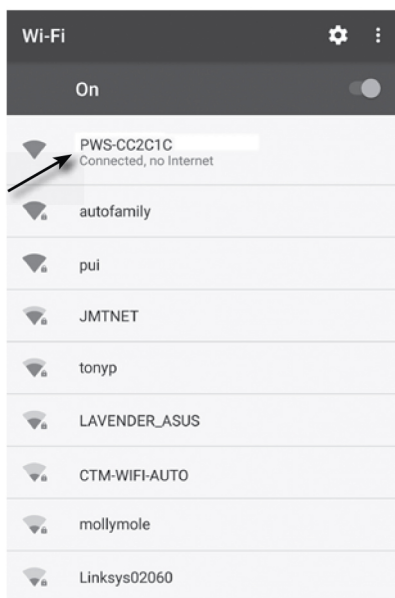 Wi-Fi
On
PWS-CC2C1C
Connected, no Internet
autofamily
pui
JMTNET
tonyp
LAVENDER_ASUS
CTM-WIFI-AUTO
mollymole
Linksys02060